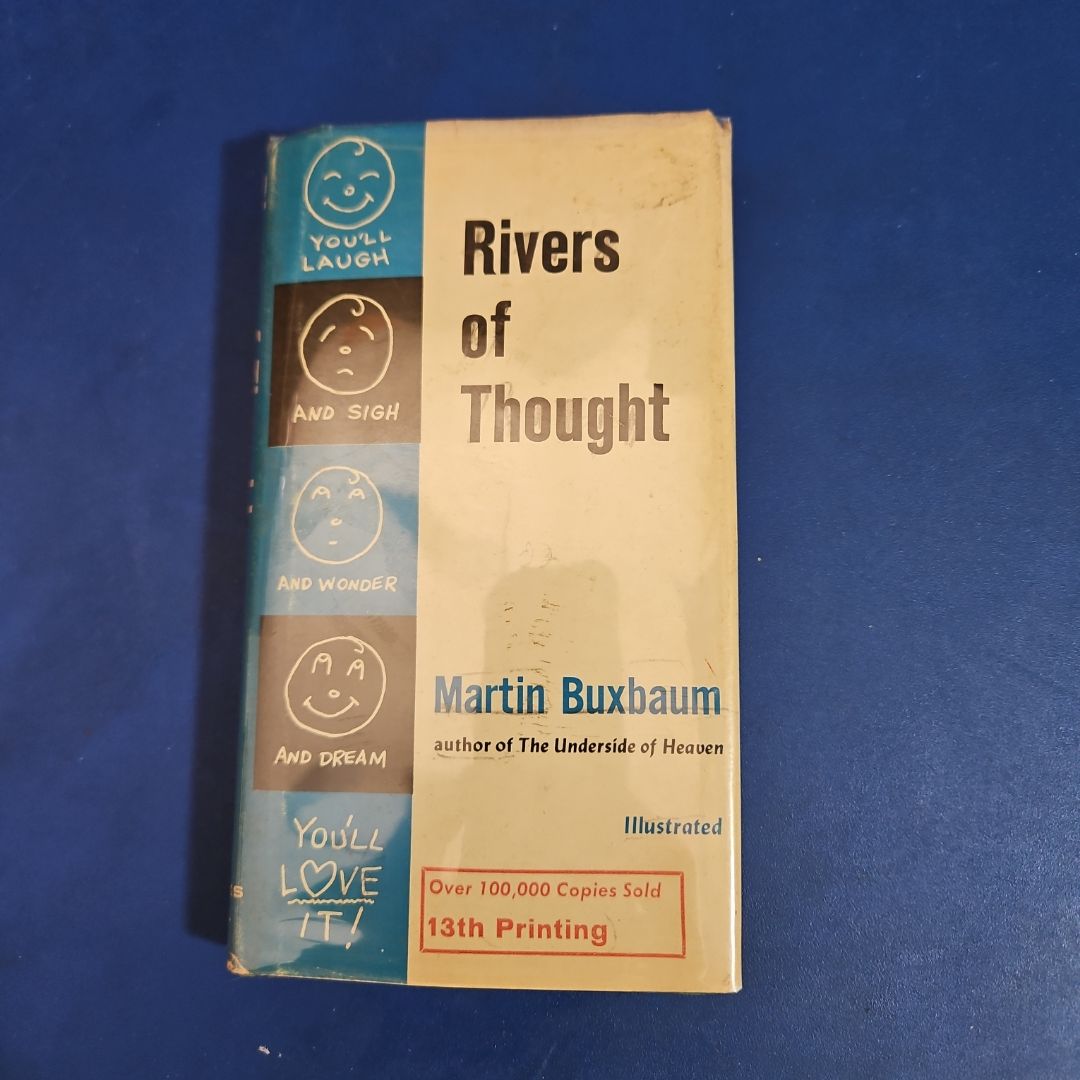 YOU'LL
LAUGH
AND SIGH
AND WONDER
AND DREAM
YOU'LL
LOVE
IT!
Rivers
of
Thought
Martin Buxbaum
author of The Underside of Heaven
Illustrated
Over 100,000 Copies Sold
13th Printing